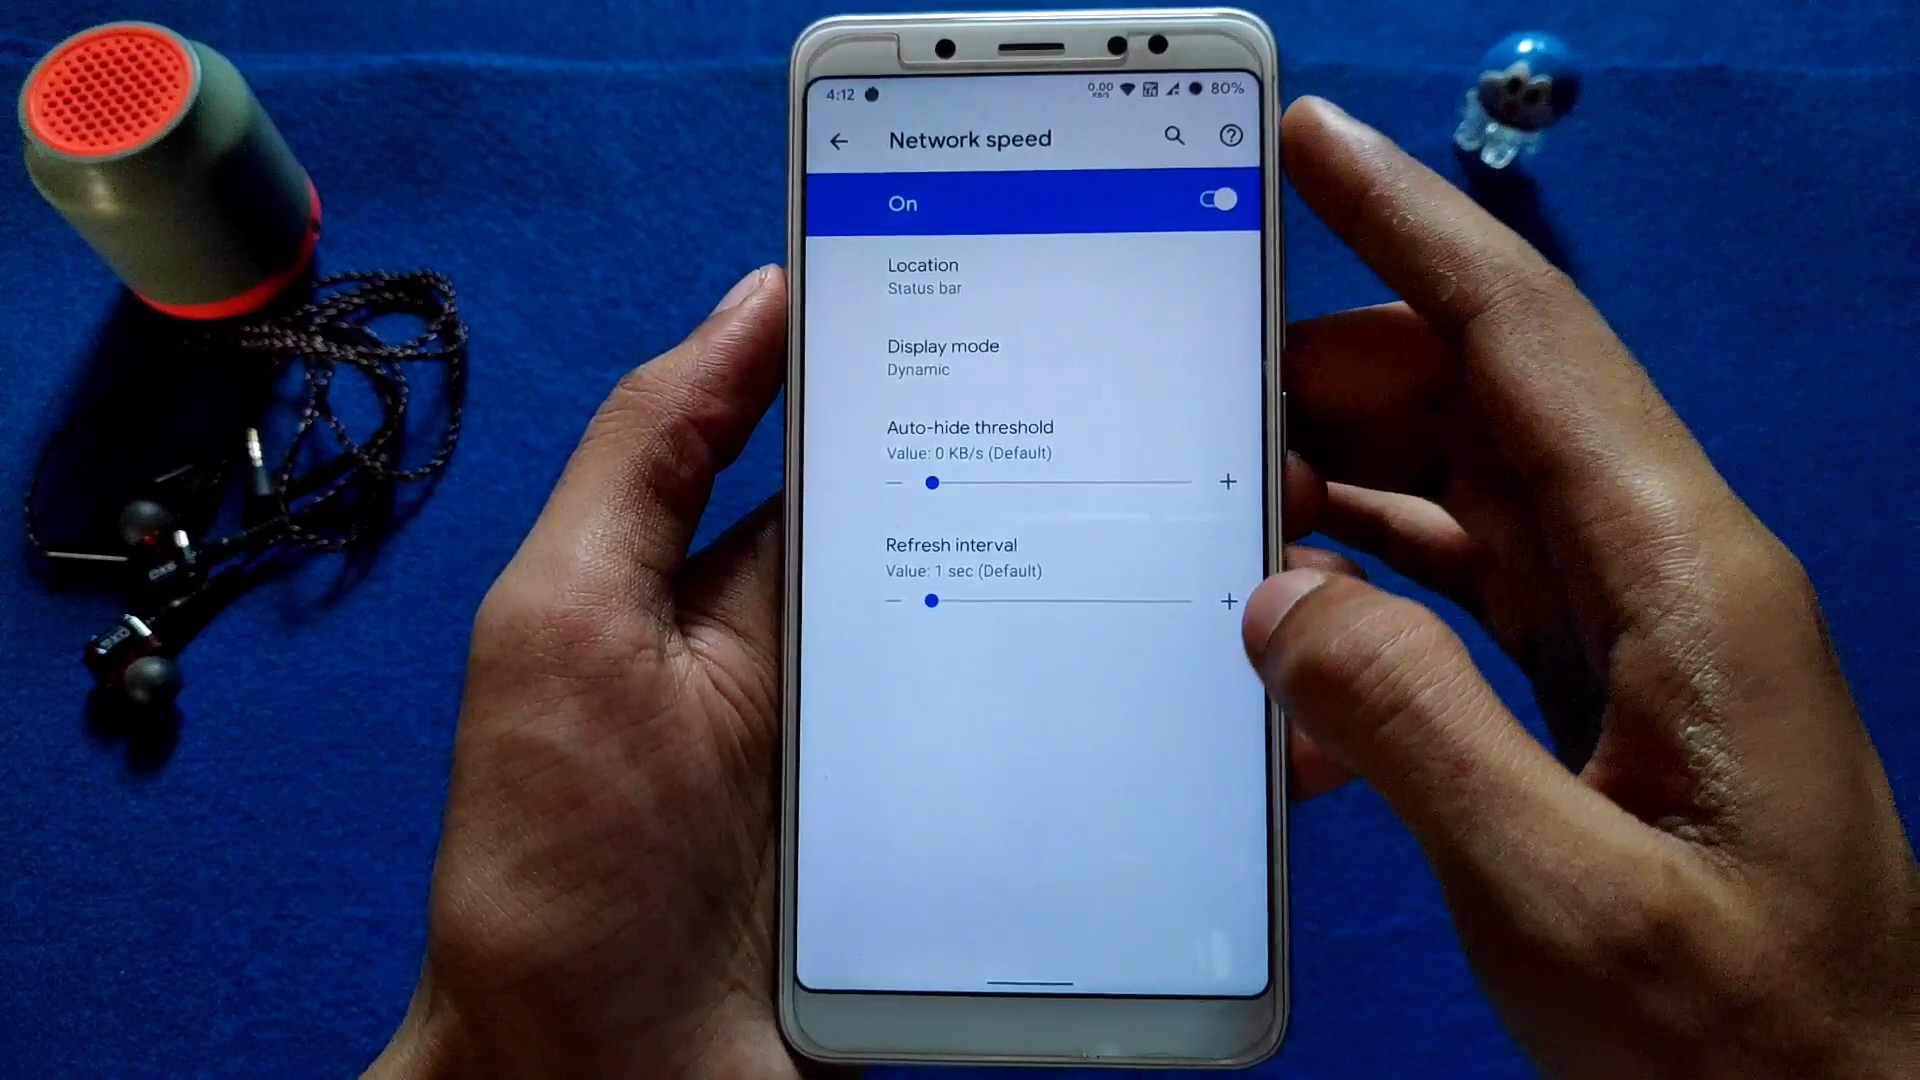 4:12
0.00
KB/S
80%
Network speed
On
Location
Status bar
Display mode
Dynamic
Auto-hide threshold
Value: 0 KB/s (Default)
Refresh interval
Value: 1 sec (Default)